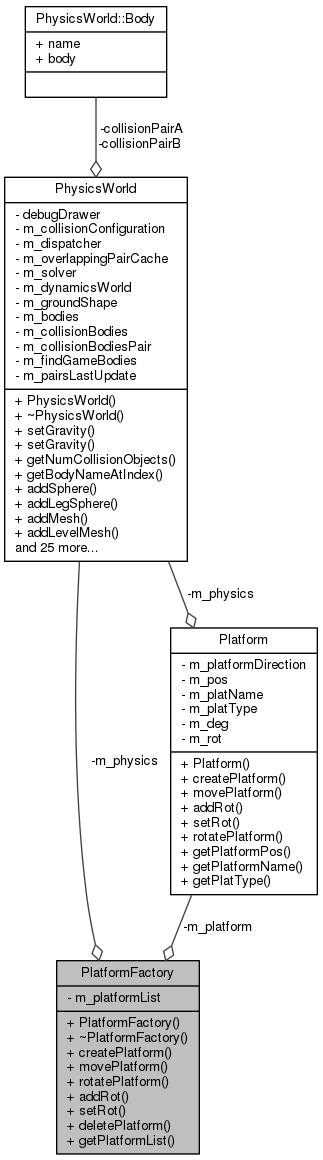 PhysicsWorld::Body
+ name
+ body
-collisionPairA
-collisionPairB
PhysicsWorld
- debugDrawer
- m_collisionConfiguration
- m_dispatcher
- m_overlappingPairCache
- m_solver
- m_dynamicsWorld
- m_groundShape
- m_bodies
- m_collisionBodies
- m_collisionBodiesPair
- m_findGameBodies
- m_pairsLastUpdate
+ PhysicsWorld()
+ ~PhysicsWorld()
+ setGravity()
+ setGravity()
+ getNumCollisionObjects()
+ getBodyNameAtIndex()
+ addSphere()
+ addLegSphere()
+ addMesh()
+ addLevelMesh()
and 25 more...
-m_physics
Platform
- m_platformDirection
- m_pos
- m_platName
- m_platType
- m_deg
- m_rot
+ Platform()
+ createPlatform()
+ movePlatform()
+ addRot()
+ setRot()
+ rotatePlatform()
+ getPlatformPos()
+ getPlatformName()
+ getPlatType()
-m_physics
-m_platform
PlatformFactory
- m_platformList
+ PlatformFactory()
+ ~PlatformFactory()
+ createPlatform()
+ movePlatform()
+ rotatePlatform()
+ addRot()
+ setRot()
+ deletePlatform()
+ getPlatformList()